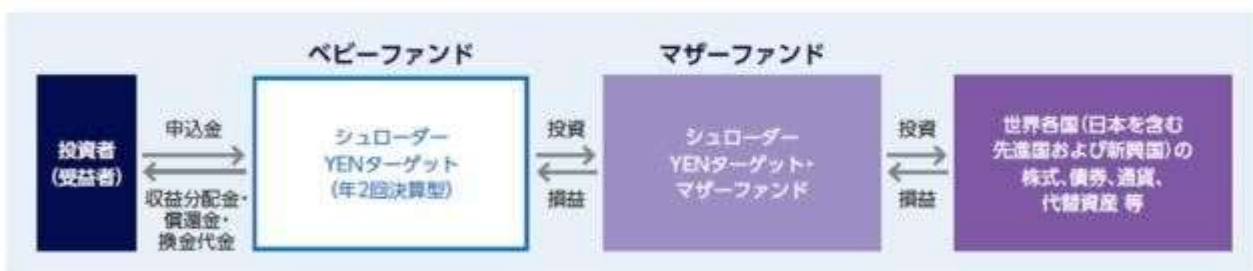 ベビーファンド
マザーファンド
投資者
(受益者)
申込金
収益分配金・
償還金・
換金代金
シュローダー
YENターゲット
(年2回決算型)
投資
損益
シュローダー
YENターゲット・
マザーファンド
投資
損益
世界各国(日本を含む
先進国および新興国)の
株式、債券、通貨、
代替資産 等